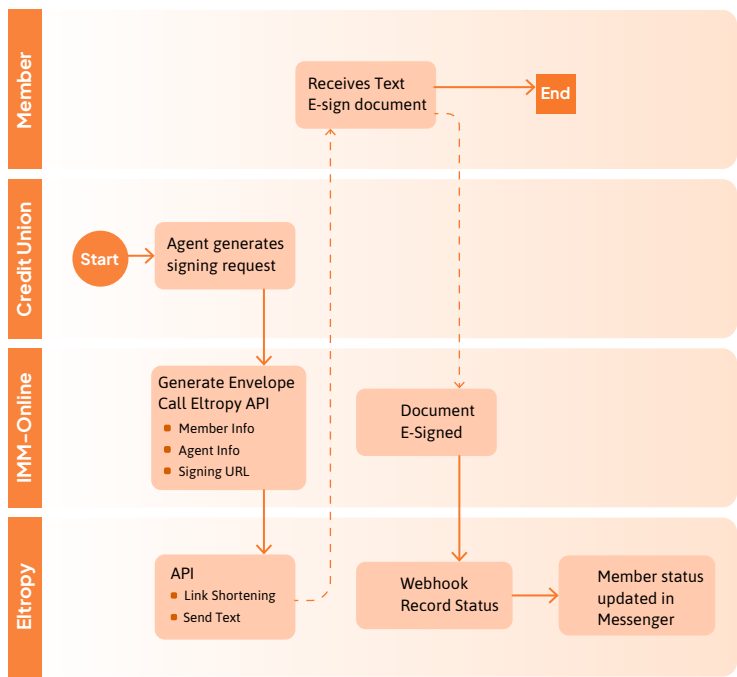 Member
Receives Text
E-sign document
End
Credit Union
Start
Agent generates
signing request
IMM-Online
Generate Envelope
Call Eltropy API
Member Info
Agent Info
Signing URL
Document
E-Signed
Eltropy
API
Link Shortening
Send Text
Webhook
Record Status
Member status
updated in
Messenger